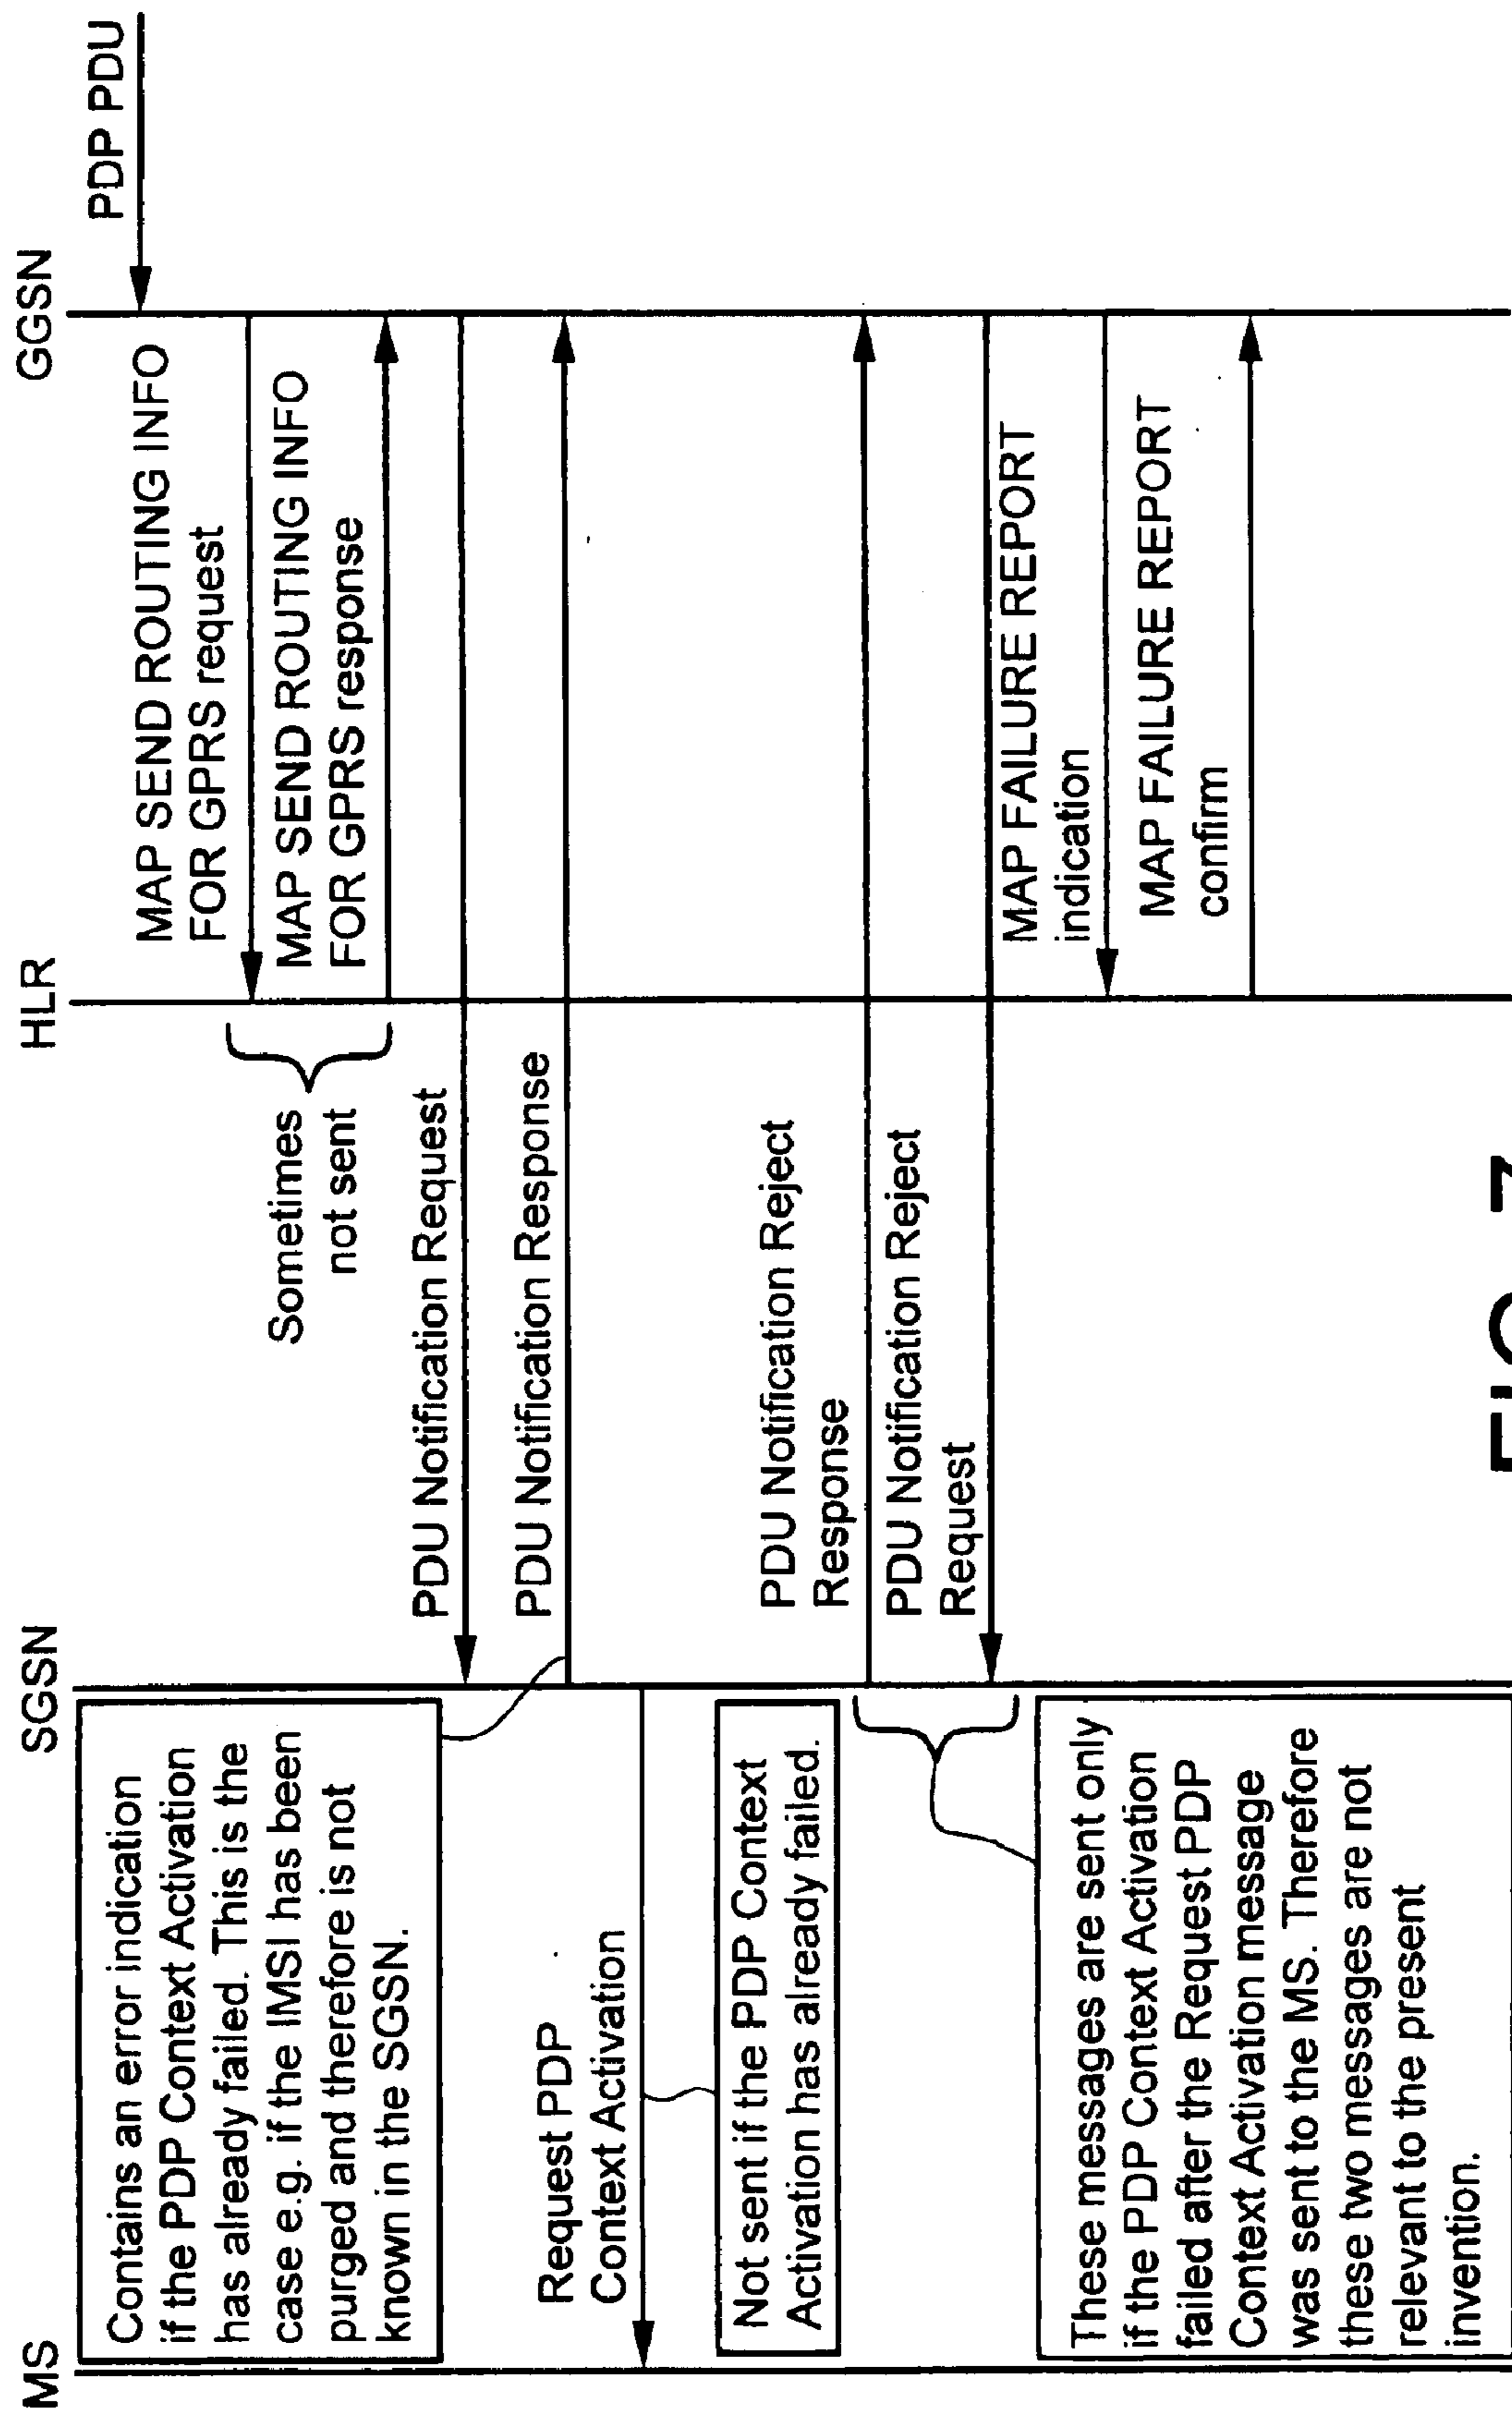 MS
SGSN
HLR
GGSN
PDP PDU
MAP SEND ROUTING INFO
FOR GPRS request
MAP SEND ROUTING INFO
FOR GPRS response
Sometimes
not sent
Contains an error indication
if the PDP Context Activation
has already failed. This is the
case e.g. if the IMSI has been
purged and therefore is not
known in the SGSN.
PDU Notification Request
PDU Notification Response
Request PDP
Context Activation
Not sent if the PDP Context
Activation has already failed.
PDU Notification Reject
Response
PDU Notification Reject
Request
These messages are sent only
if the PDP Context Activation
failed after the Request PDP
Context Activation message
was sent to the MS. Therefore
these two messages are not
relevant to the present
invention.
MAP FAILURE REPORT
indication
MAP FAILURE REPORT
confirm